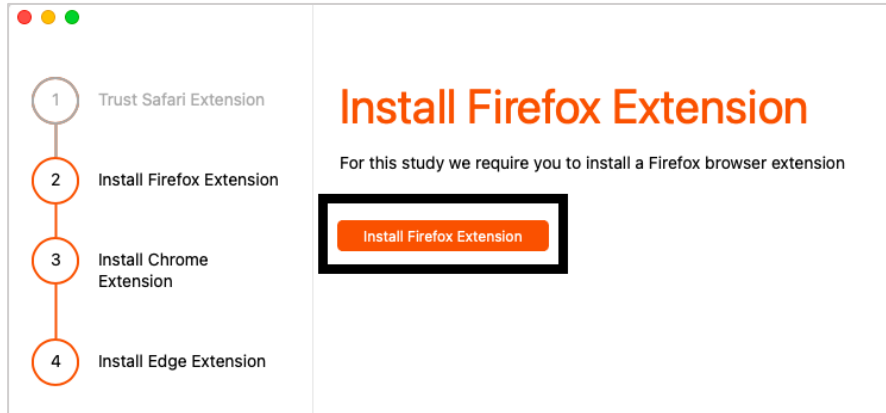 1
Trust Safari Extension
2
Install Firefox Extension
3
Install Chrome
Extension
4
Install Edge Extension
Install Firefox Extension
For this study we require you to install a Firefox browser extension
Install Firefox Extension